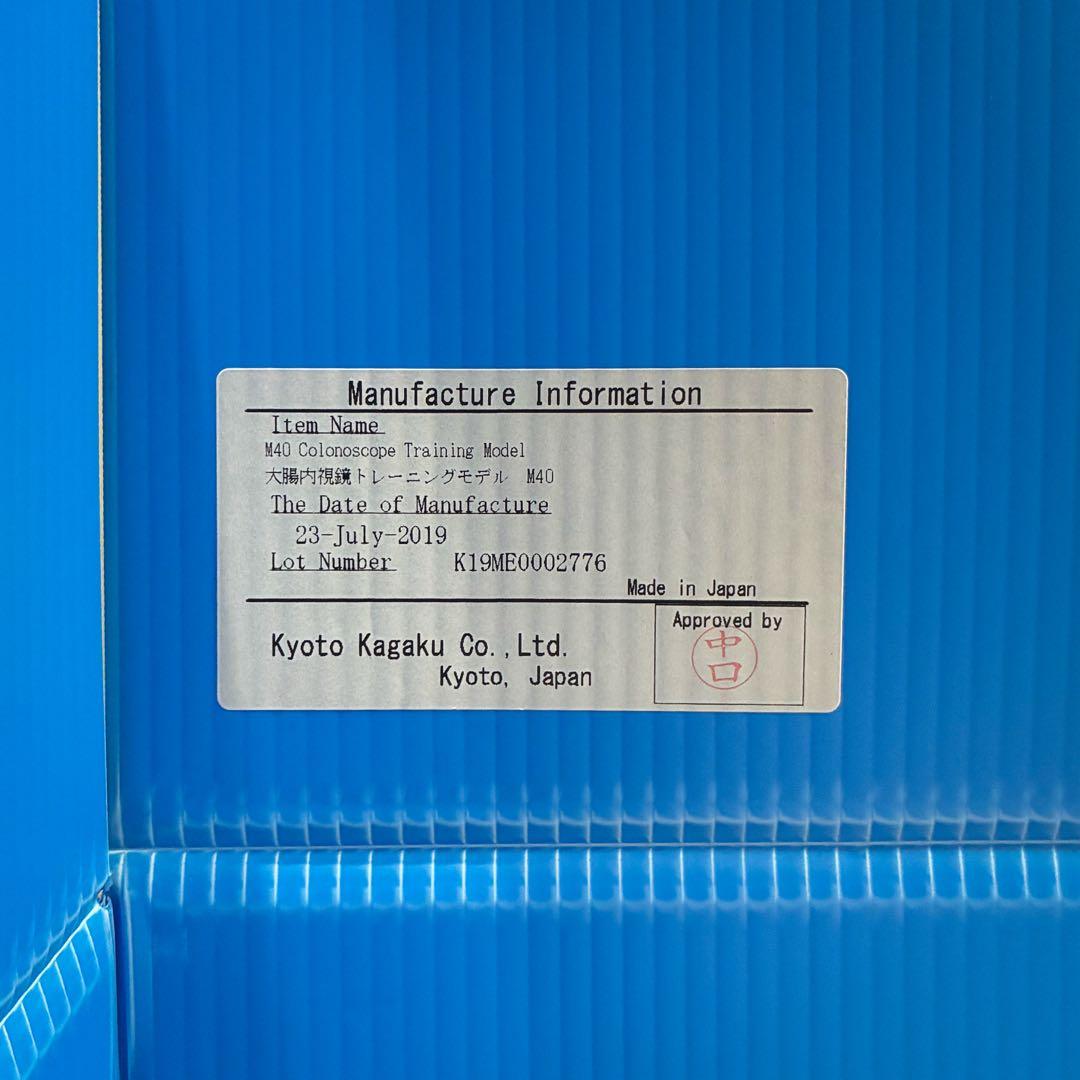 Manufacture Information
Item Name
M40 Colonoscope Training Model
大腸内視鏡トレーニングモデル M40
The Date of Manufacture
23-July-2019
Lot Number K19ME0002776
Made in Japan
Kyoto Kagaku Co.,Ltd.
Kyoto, Japan
Approved by
中口